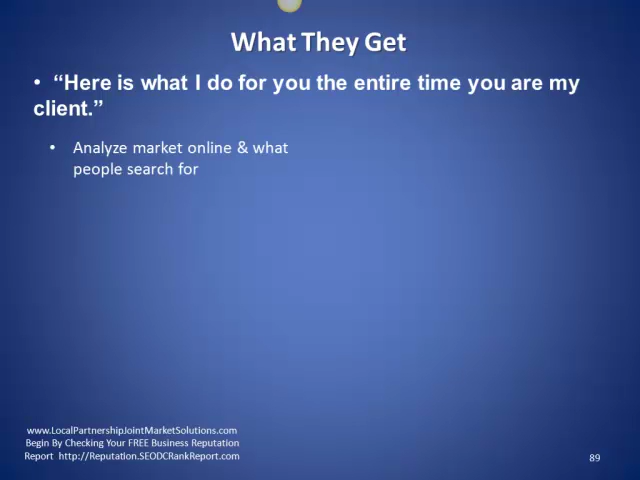 What They Get
• “Here is what I do for you the entire time you are my
client.”
• Analyze market online & what
people search for
www.LocalPartnershipJointMarketSolutions.com
Begin By Checking Your FREE Business Reputation
Report http://Reputation.SEODCRankReport.com
89